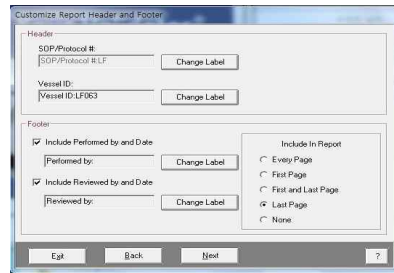 Customize Report Header and Footer
Header
SOP/Protocol #:
SOP/Protocol #:LF
Change Label
Vessel ID:
Vessel ID:LF063
Change Label
Footer
Include Performed by and Date
Performed by:
Change Label
Include Reviewed by and Date
Reviewed by:
Change Label
Include In Report
Every Page
First Page
First and Last Page
Last Page
None
Exit
Back
Next
?